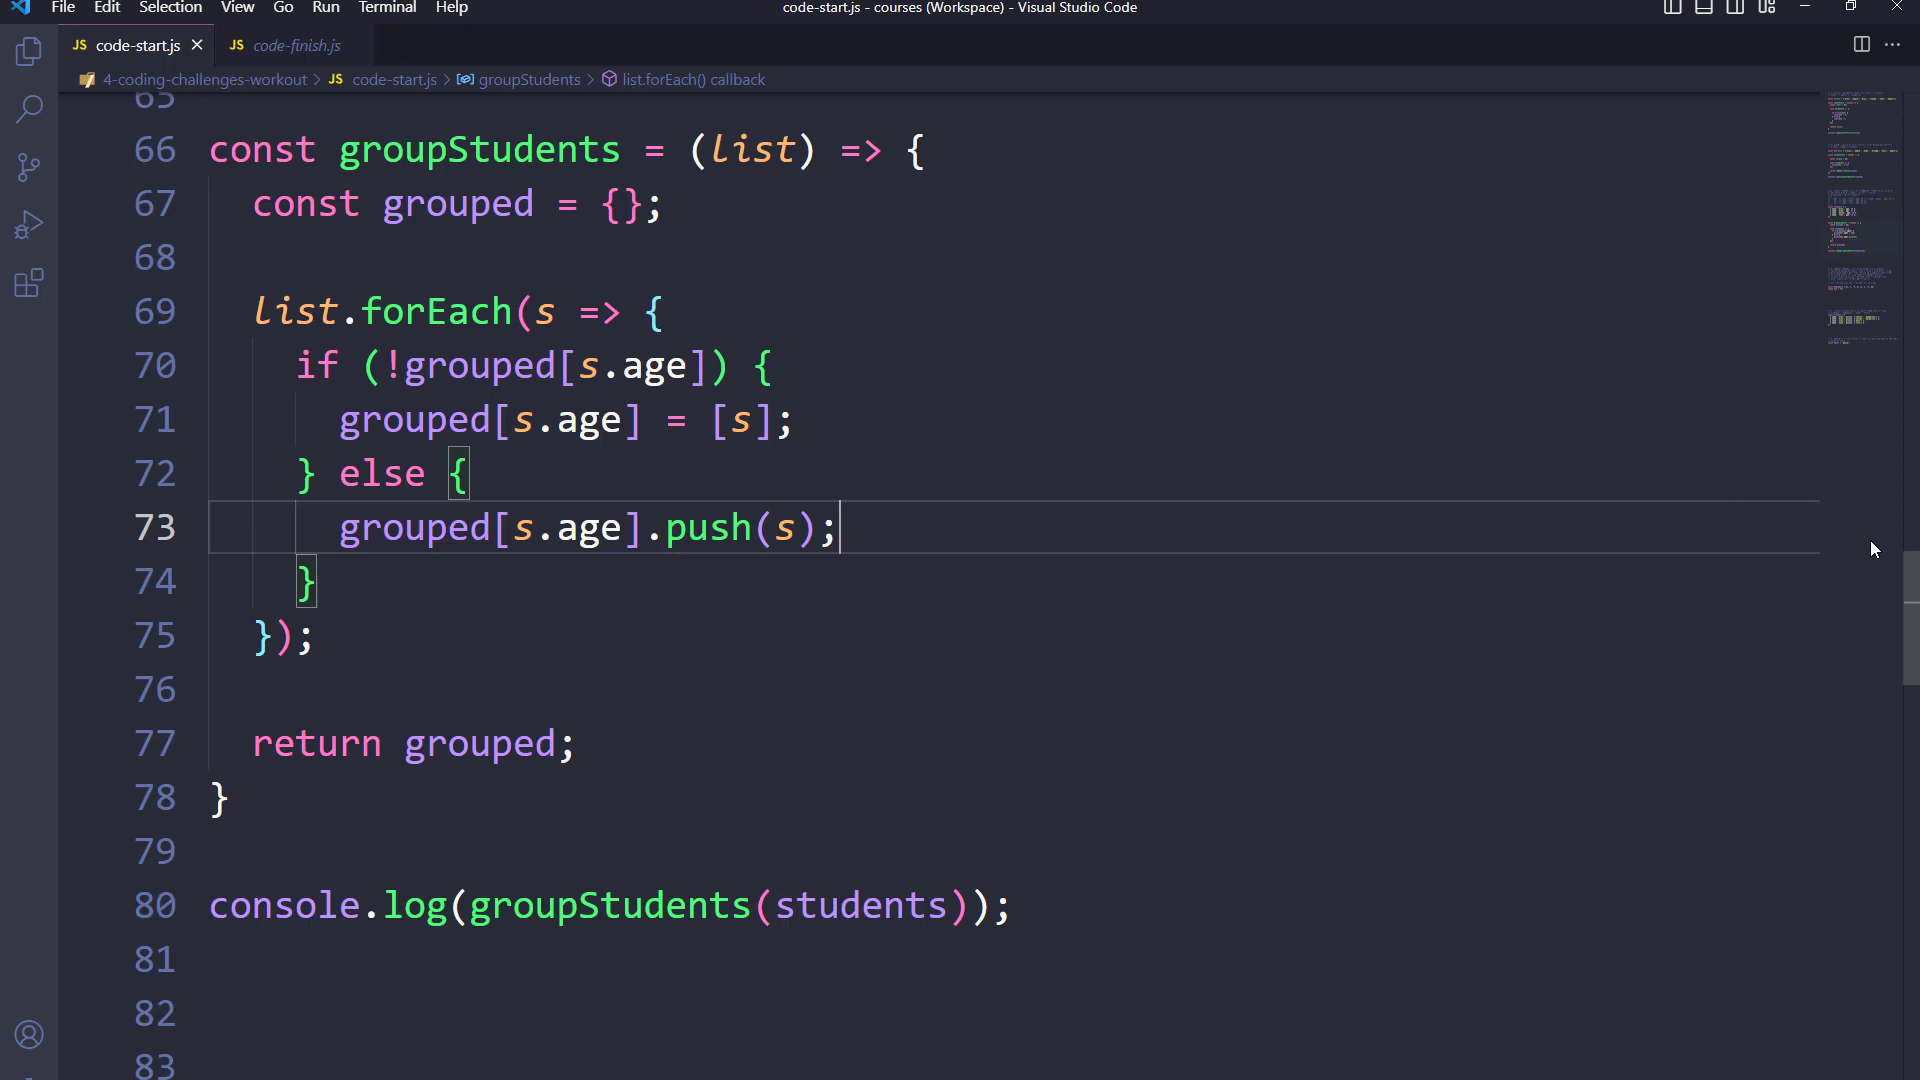 File Edit Selection View Go Run Terminal Help code-start.js - courses (Workspace) - Visual Studio Code
JS code-start.js JS code-finish.js
4-coding-challenges-workout > JS code-start.js > groupStudents > list.forEach() callback
65
66 const groupStudents = (list) => {
67 const grouped = {};
68
69 list.forEach(s => {
70 if (!grouped[s.age]) {
71 grouped[s.age] = [s];
72 } else {
73 grouped[s.age].push(s);
74 }
75 });
76
77 return grouped;
78 }
79
80 console.log(groupStudents(students));
81
82
83